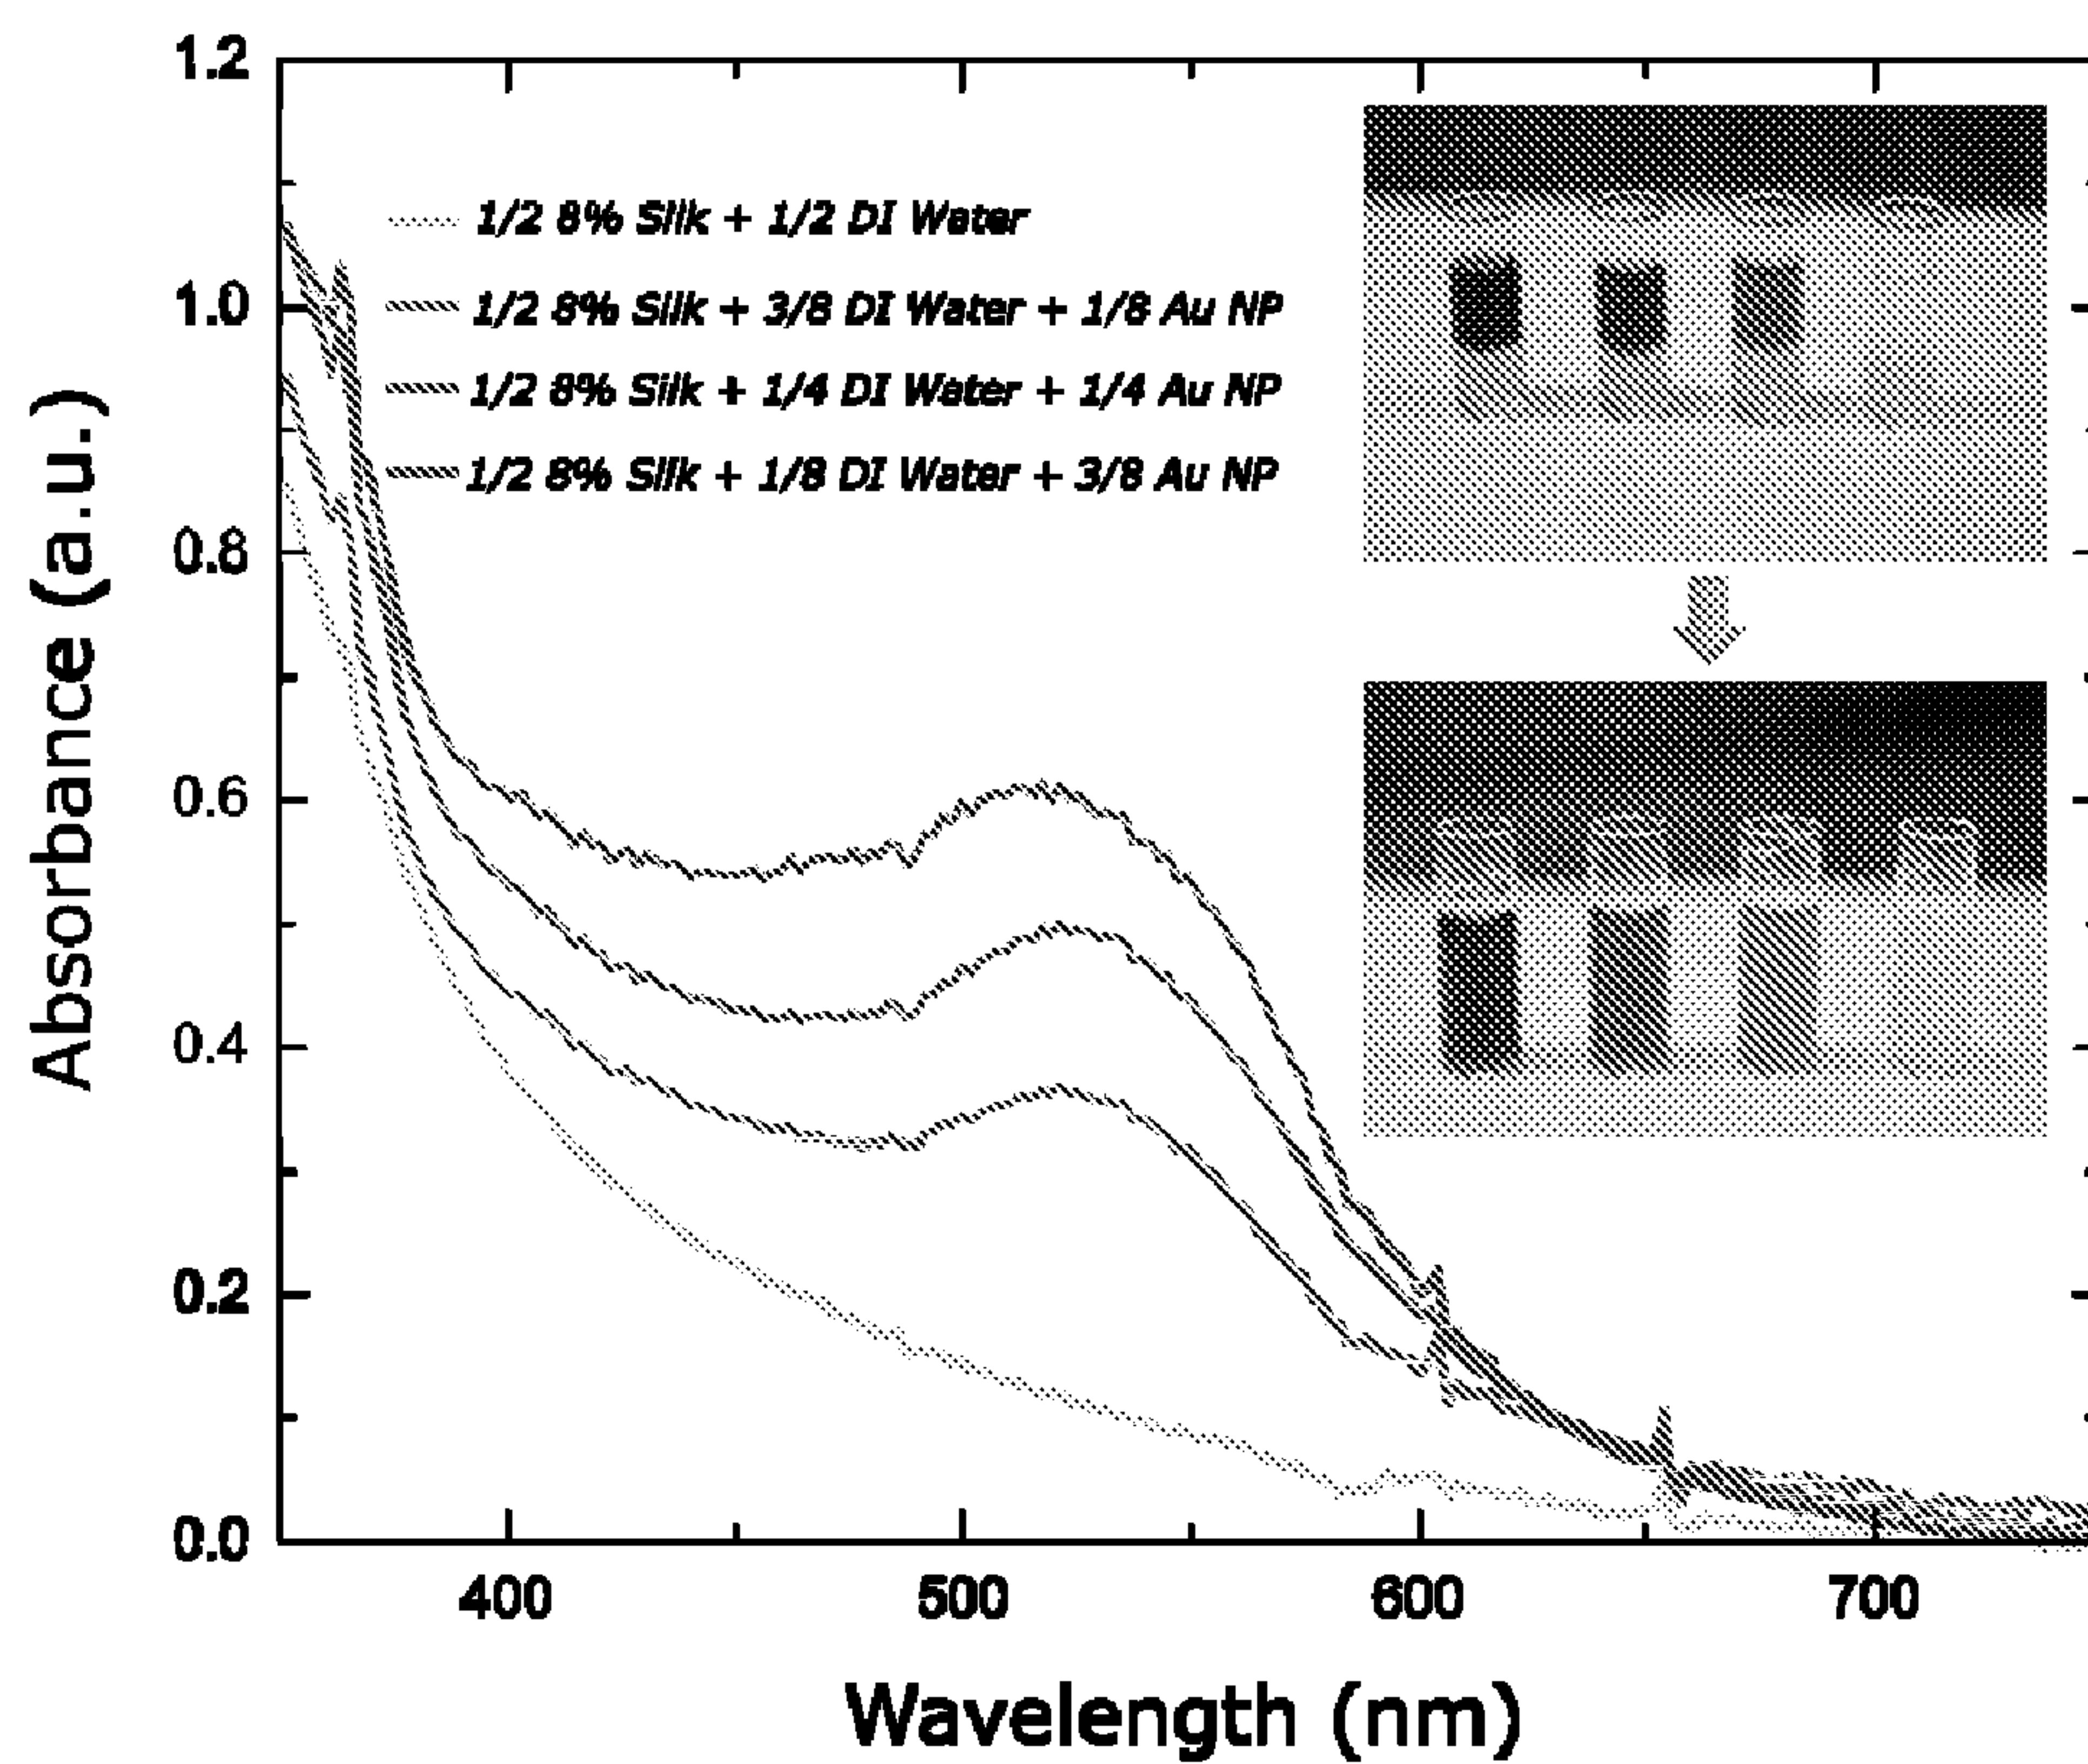 1.2
1.0
0.8
0.6
0.4
0.2
0.0
Absorbance (a.u.)
1/2 8% Silk + 1/2 DI Water
1/2 8% Silk + 3/8 DI Water + 1/8 Au NP
1/2 8% Silk + 1/4 DI Water + 1/4 Au NP
1/2 8% Silk + 1/8 DI Water + 3/8 Au NP
400 500 600 700
Wavelength (nm)